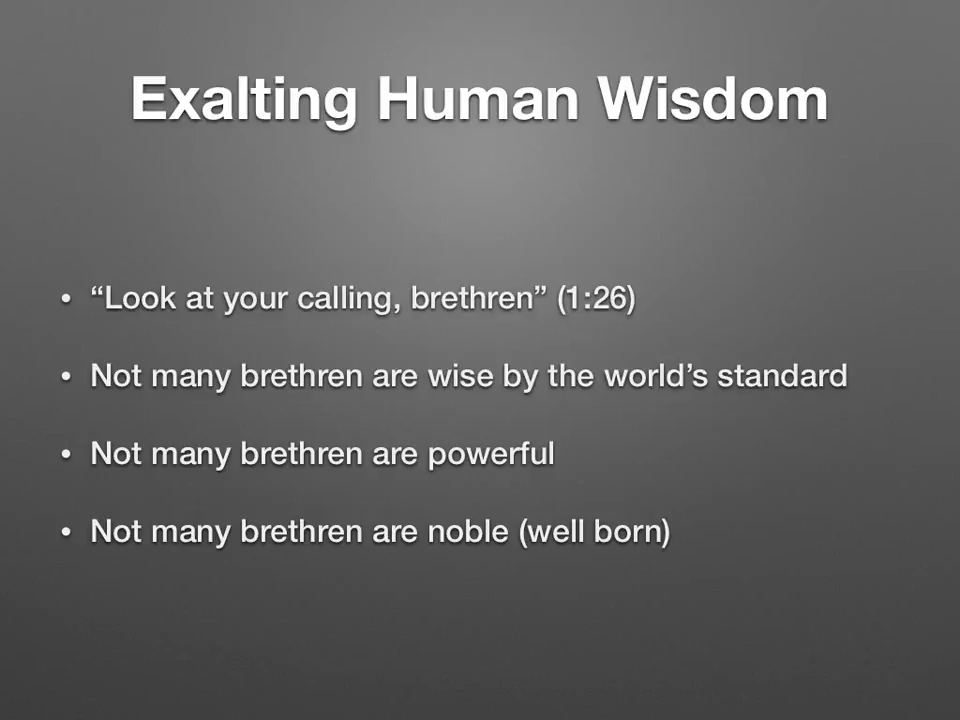 Exalting Human Wisdom
• “Look at your calling, brethren” (1:26)
• Not many brethren are wise by the world’s standard
• Not many brethren are powerful
• Not many brethren are noble (well born)